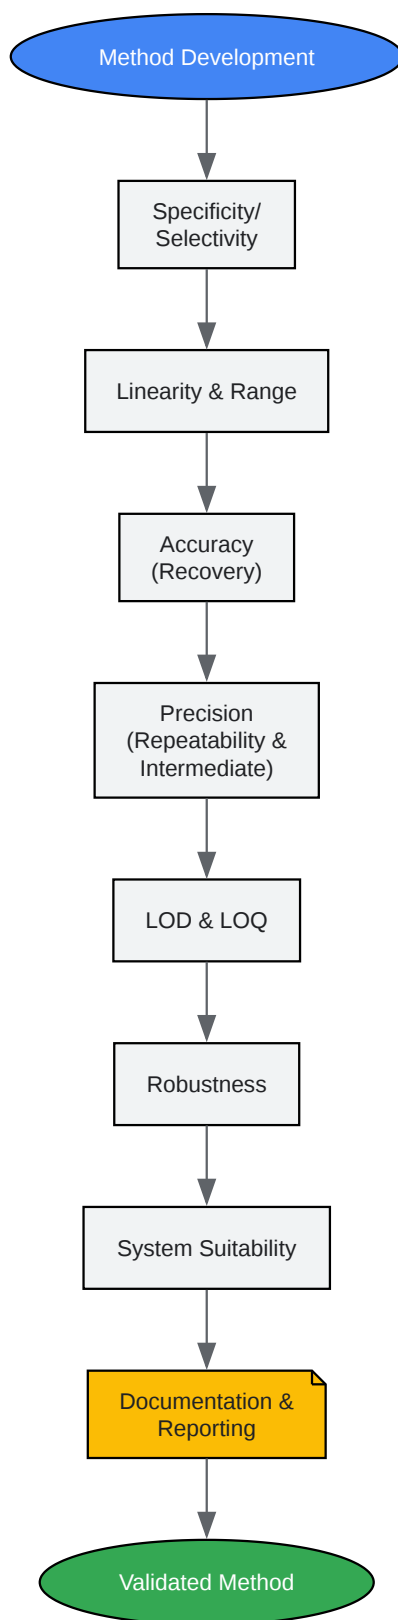 Method Development
Specificity/
Selectivity
Linearity & Range
Accuracy
(Recovery)
Precision
(Repeatability &
Intermediate)
LOD & LOQ
Robustness
System Suitability
Documentation &
Reporting
Validated Method